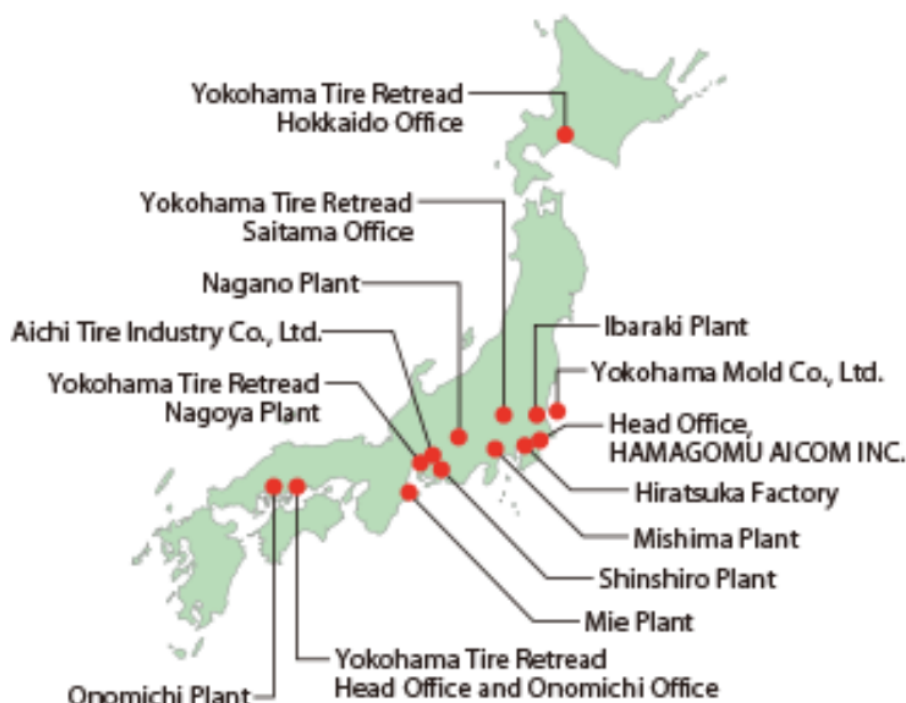 Yokohama Tire Retread
Hokkaido Office
Yokohama Tire Retread
Saitama Office
Nagano Plant
Aichi Tire Industry Co., Ltd.
Yokohama Tire Retread
Nagoya Plant
Ibaraki Plant
Yokohama Mold Co., Ltd.
Head Office,
HAMAGOMU AICOM INC.
Hiratsuka Factory
Mishima Plant
Shinshiro Plant
Mie Plant
Yokohama Tire Retread
Head Office and Onomichi Office
Onomichi Plant